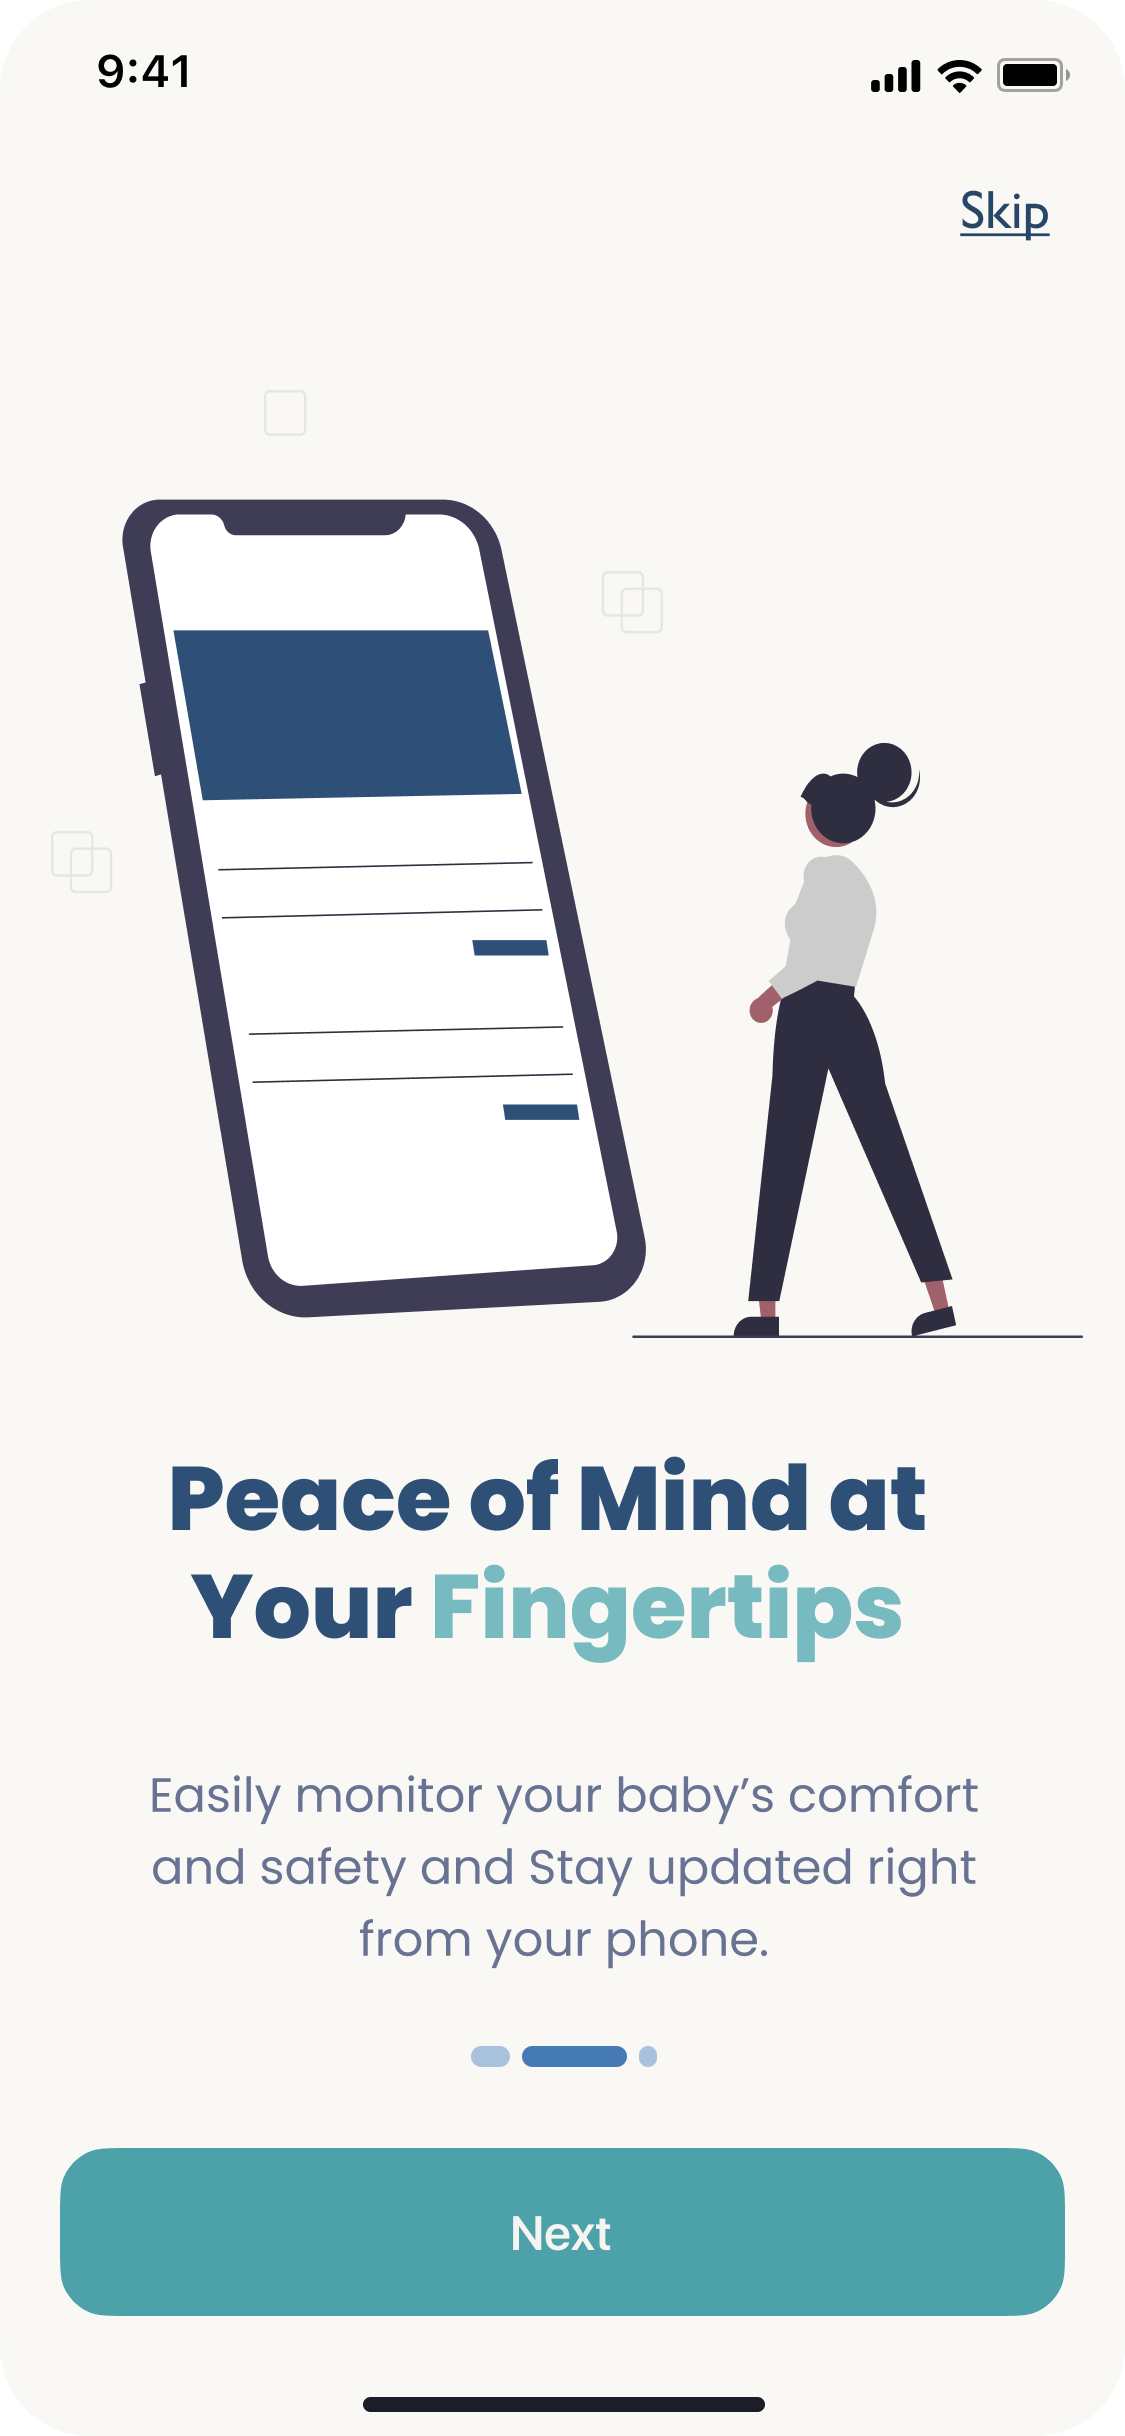 9:41
Skip
Peace of Mind at
Your Fingertips
Easily monitor your baby’s comfort
and safety and Stay updated right
from your phone.
Next